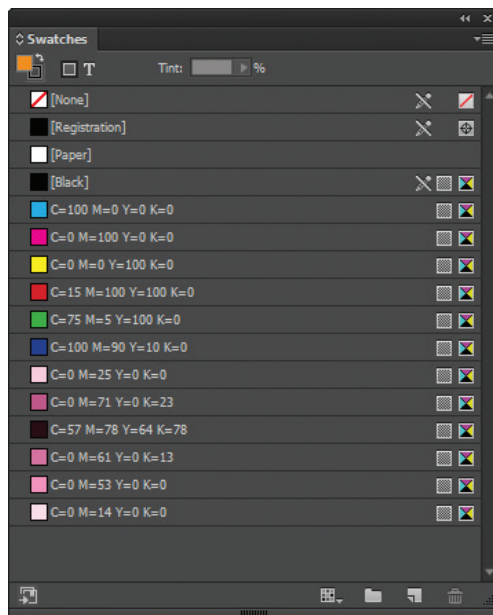 Swatches
T Tint: %
[None]
[Registration]
[Paper]
[Black]
C=100 M=0 Y=0 K=0
C=0 M=100 Y=0 K=0
C=0 M=0 Y=100 K=0
C=15 M=100 Y=100 K=0
C=75 M=5 Y=100 K=0
C=100 M=90 Y=10 K=0
C=0 M=25 Y=0 K=0
C=0 M=71 Y=0 K=23
C=57 M=78 Y=64 K=78
C=0 M=61 Y=0 K=13
C=0 M=53 Y=0 K=0
C=0 M=14 Y=0 K=0